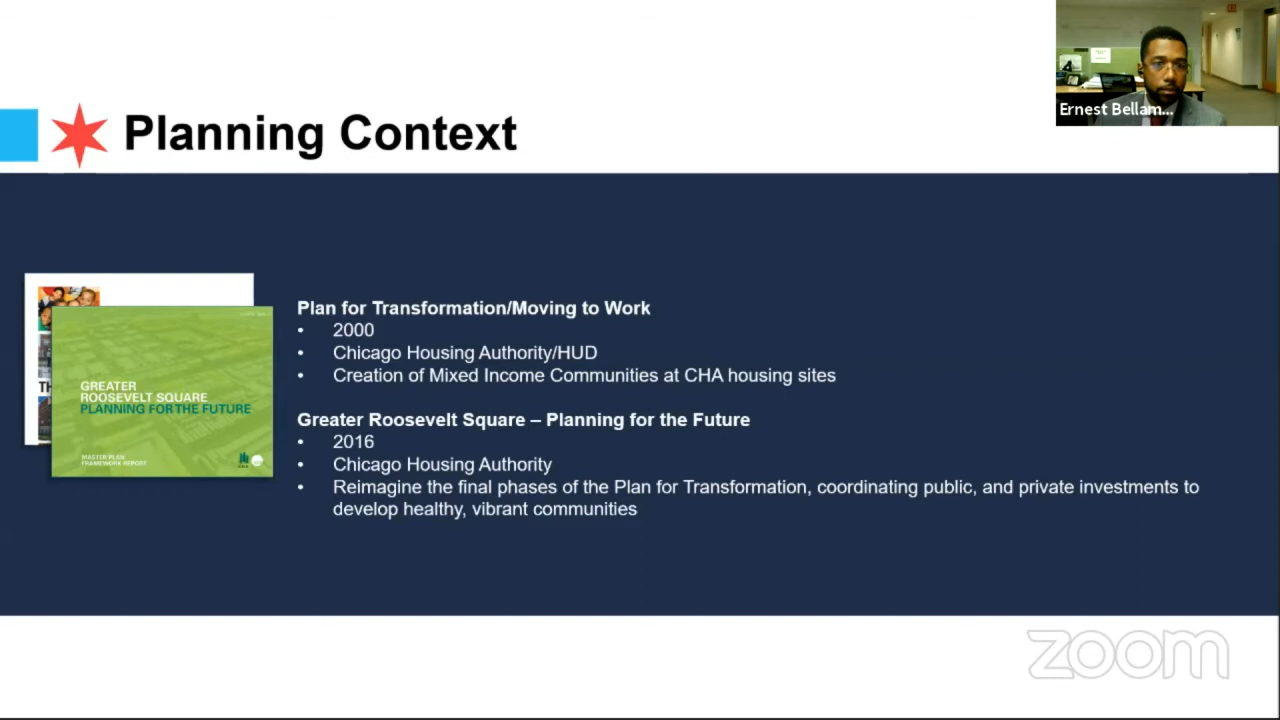 Ernest Bellam...
Planning Context
Plan for Transformation/Moving to Work
• 2000
• Chicago Housing Authority/HUD
• Creation of Mixed Income Communities at CHA housing sites
Greater Roosevelt Square – Planning for the Future
• 2016
• Chicago Housing Authority
• Reimagine the final phases of the Plan for Transformation, coordinating public, and private investments to
develop healthy, vibrant communities
TH
GREATER
ROOSEVELT SQUARE
PLANNING FOR THE FUTURE
MASTER PLAN
FRAMEWORK REPORT
zoom